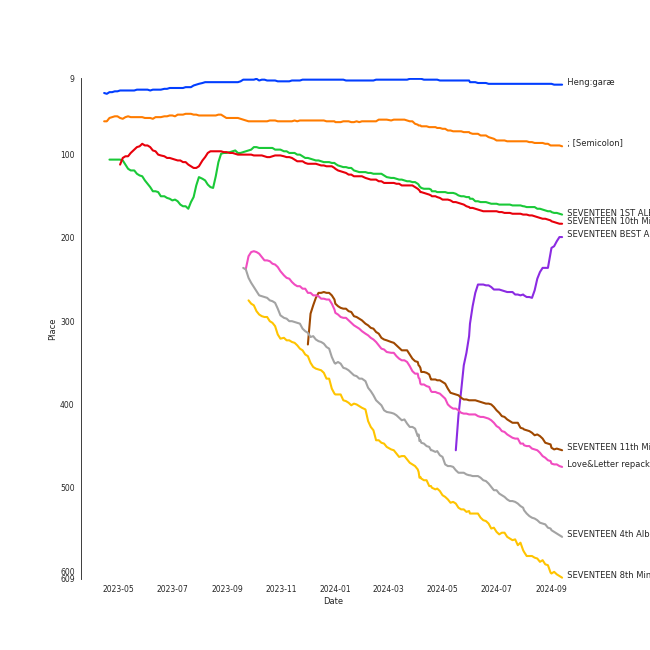 9
Heng:garæ
; [Semicolon]
100
SEVENTEEN 1ST AL
SEVENTEEN 10th Mi
200
SEVENTEEN BEST A
Place
300
400
SEVENTEEN 11th Mi
Love&Letter repack
500
SEVENTEEN 4th Alb
600
SEVENTEEN 8th Min
609
2023-05 2023-07 2023-09 2023-11 2024-01 2024-03 2024-05 2024-07 2024-09
Date